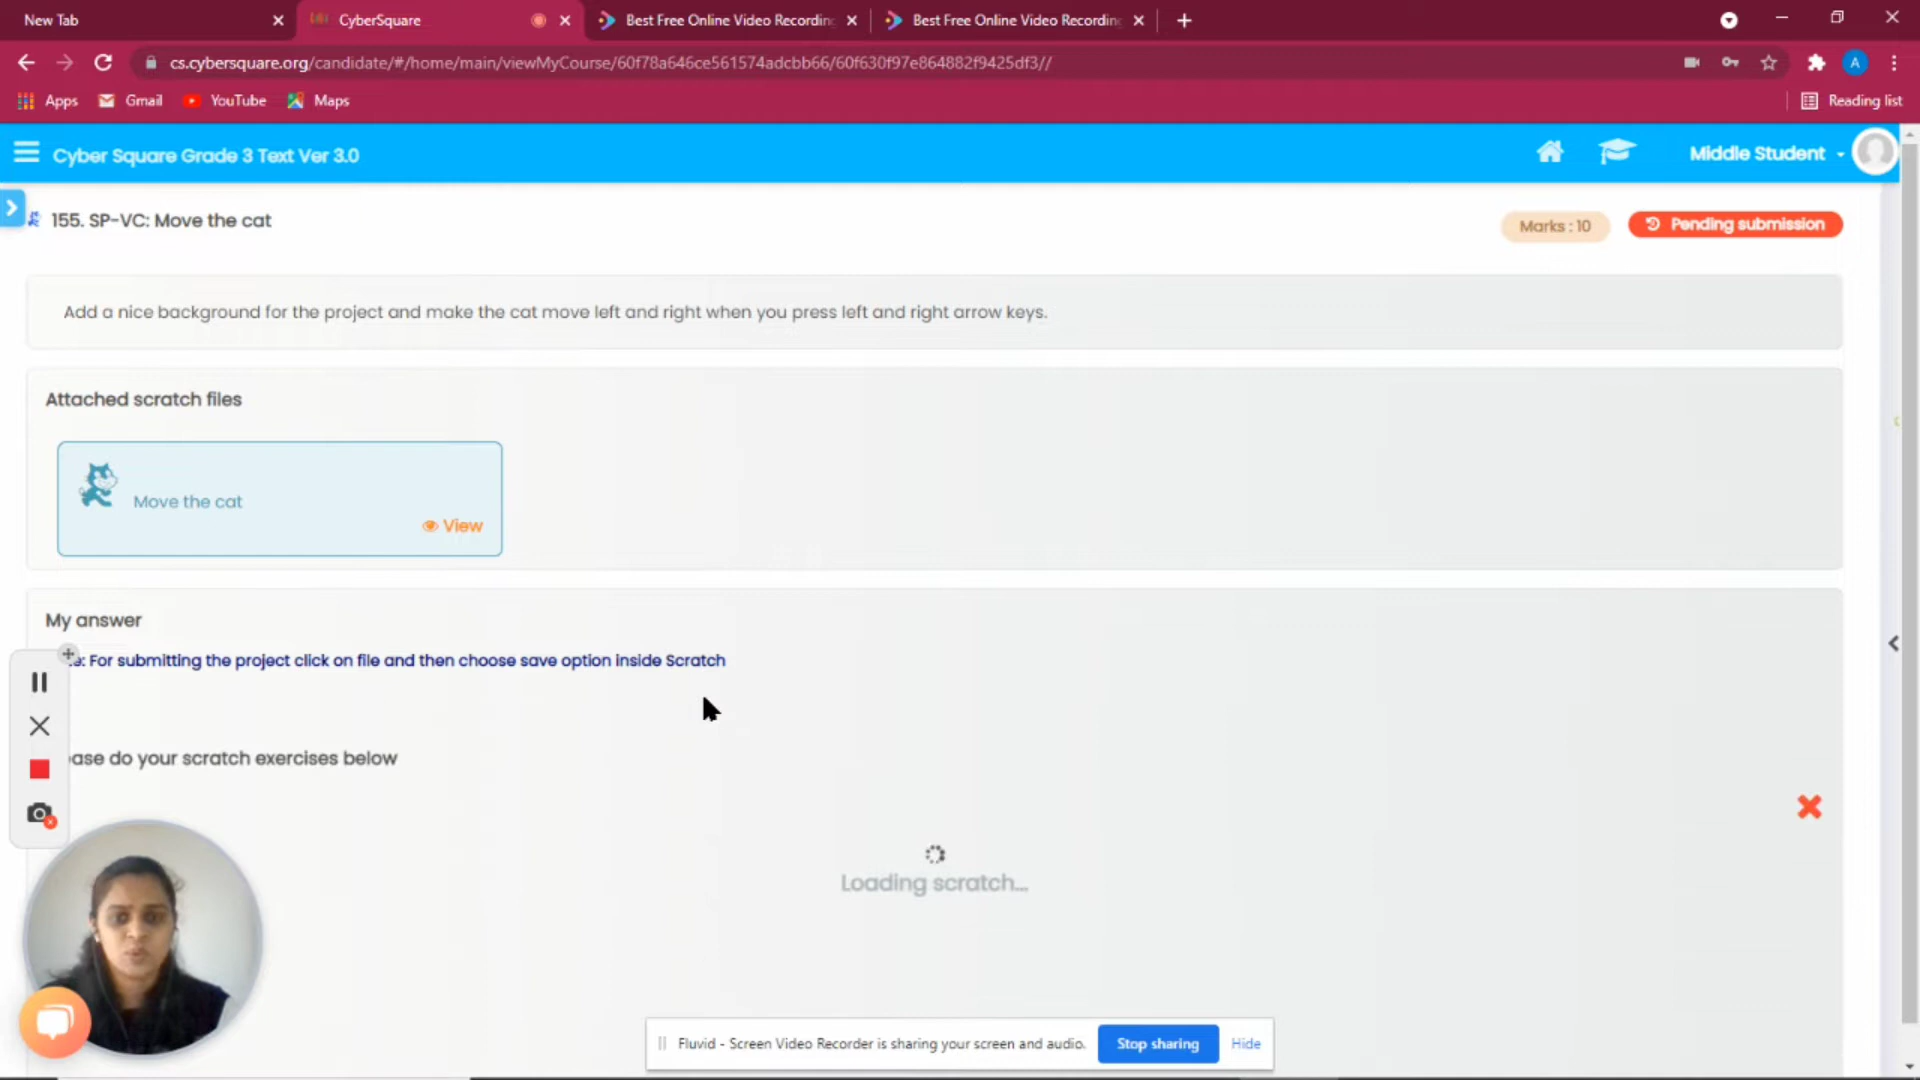 New Tab
CyberSquare
Best Free Online Video Recording
Best Free Online Video Recording
cs.cybersquare.org/candidate/#/home/main/viewMyCourse/60f78a646ce561574adcbb66/60f630f97e864882f9425df3//
A
Apps
Gmail
YouTube
Maps
Reading list
Cyber Square Grade 3 Text Ver 3.0
Middle Student
155. SP-VC: Move the cat
Marks : 10
Pending submission
Add a nice background for the project and make the cat move left and right when you press left and right arrow keys.
Attached scratch files
Move the cat
View
My answer
e: For submitting the project click on file and then choose save option inside Scratch
ase do your scratch exercises below
Loading scratch...
Fluvid - Screen Video Recorder is sharing your screen and audio.
Stop sharing
Hide